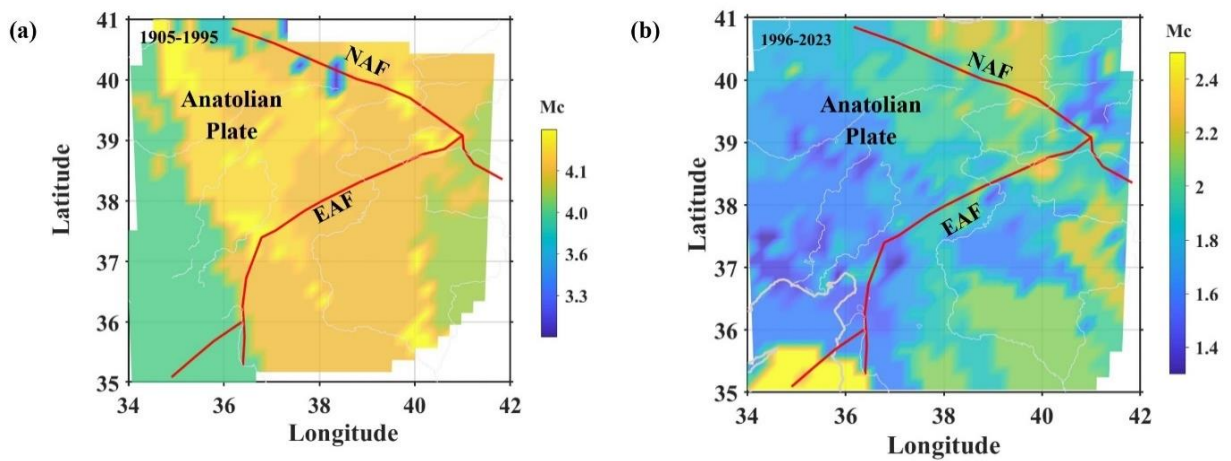 (a)
1905-1995
NAF
Anatolian
Plate
EAF
Latitude
41
40
39
38
37
36
35
34
36
38
40
42
Longitude
Mc
4.1
4.0
3.6
3.3
(b)
1996-2023
NAF
Anatolian
Plate
EAF
Latitude
41
40
39
38
37
36
35
34
36
38
40
42
Longitude
Mc
2.4
2.2
2
1.8
1.6
1.4